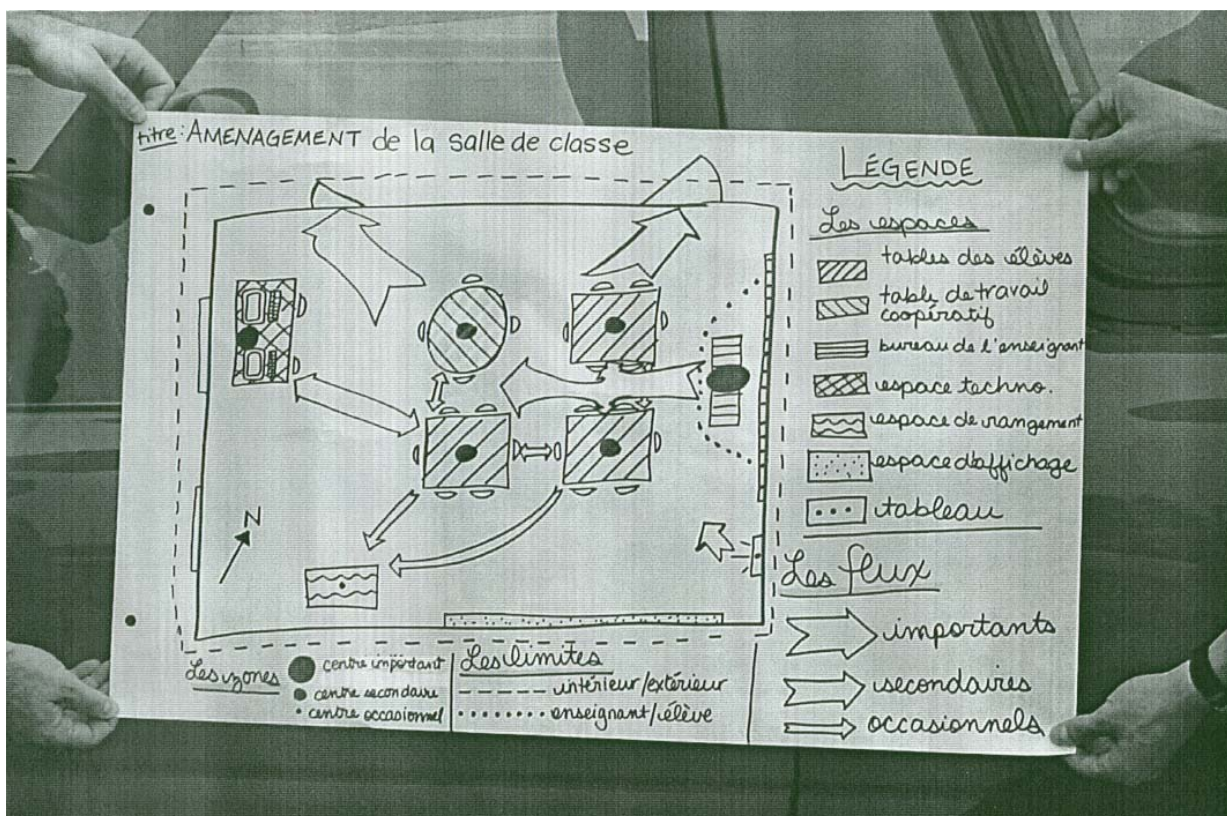 titre: AMENAGEMENT de la salle de classe
N
LÉGENDE
Les espaces
tables des élèves
table de travail
coopératif
bureau de l'enseignant
espace techno.
espace de rangement
espace d'affichage
tableau
Les flux
importants
secondaires
occasionnels
Les zones
centre important
centre secondaire
centre occasionnel
Les limites
intérieur/extérieur
enseignant/élève